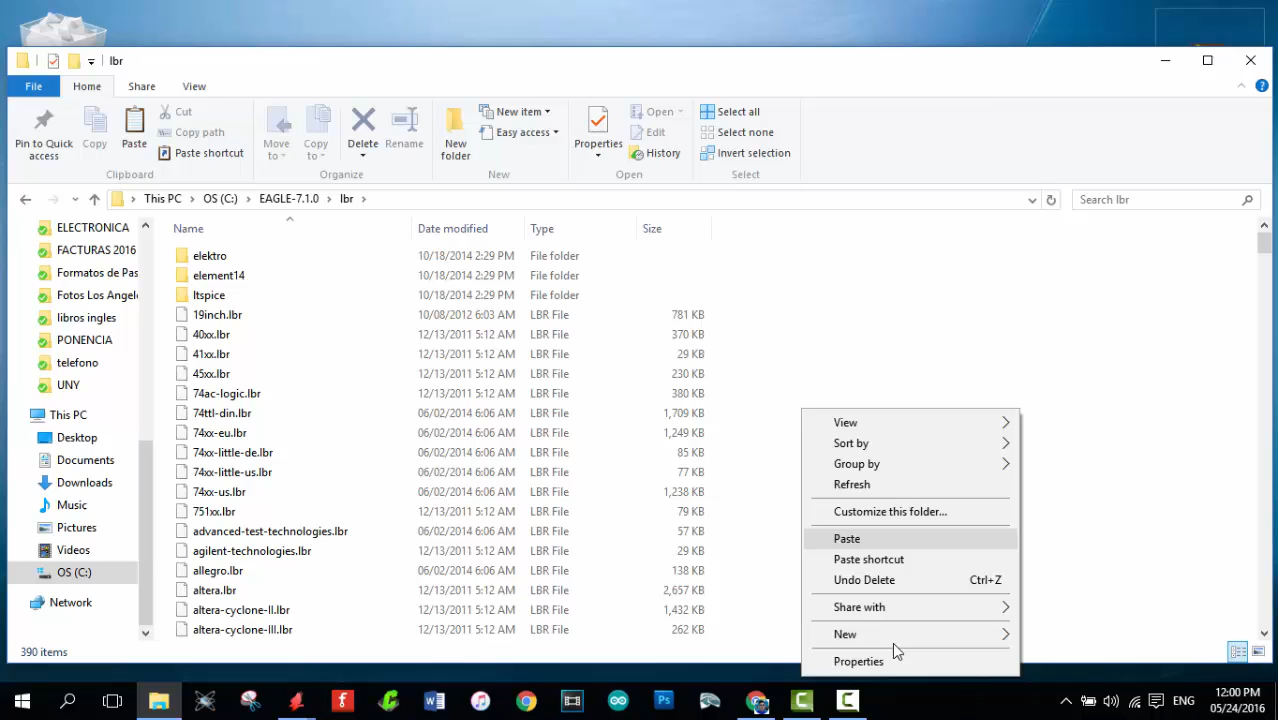 lbr
File Home Share View
Cut
Copy path
Paste shortcut
Pin to Quick access
Copy
Paste
Move to
Copy to
Delete
Rename
New folder
New item
Easy access
Properties
Open
Edit
History
Select all
Select none
Invert selection
Clipboard Organize New Open Select
This PC OS (C:) EAGLE-7.1.0 lbr
Search lbr
ELECTRONICA
FACTURAS 2016
Formatos de Pas
Fotos Los Angele
libros ingles
PONENCIA
telefono
UNY
This PC
Desktop
Documents
Downloads
Music
Pictures
Videos
OS (C:)
Network
Name Date modified Type Size
elektro 10/18/2014 2:29 PM File folder
element14 10/18/2014 2:29 PM File folder
ltspice 10/18/2014 2:29 PM File folder
19inch.lbr 10/08/2012 6:03 AM LBR File 781 KB
40xx.lbr 12/13/2011 5:12 AM LBR File 370 KB
41xx.lbr 12/13/2011 5:12 AM LBR File 29 KB
45xx.lbr 12/13/2011 5:12 AM LBR File 230 KB
74ac-logic.lbr 12/13/2011 5:12 AM LBR File 380 KB
74ttl-din.lbr 06/02/2014 6:06 AM LBR File 1,709 KB
74xx-eu.lbr 06/02/2014 6:06 AM LBR File 1,249 KB
74xx-little-de.lbr 06/02/2014 6:06 AM LBR File 85 KB
74xx-little-us.lbr 06/02/2014 6:06 AM LBR File 77 KB
74xx-us.lbr 06/02/2014 6:06 AM LBR File 1,238 KB
751xx.lbr 12/13/2011 5:12 AM LBR File 79 KB
advanced-test-technologies.lbr 06/02/2014 6:06 AM LBR File 57 KB
agilent-technologies.lbr 12/13/2011 5:12 AM LBR File 29 KB
allegro.lbr 06/02/2014 6:06 AM LBR File 138 KB
altera.lbr 12/13/2011 5:12 AM LBR File 2,657 KB
altera-cyclone-II.lbr 12/13/2011 5:12 AM LBR File 1,432 KB
altera-cyclone-III.lbr 12/13/2011 5:12 AM LBR File 262 KB
View
Sort by
Group by
Refresh
Customize this folder...
Paste
Paste shortcut
Undo Delete Ctrl+Z
Share with
New
Properties
390 items
ENG
12:00 PM
05/24/2016